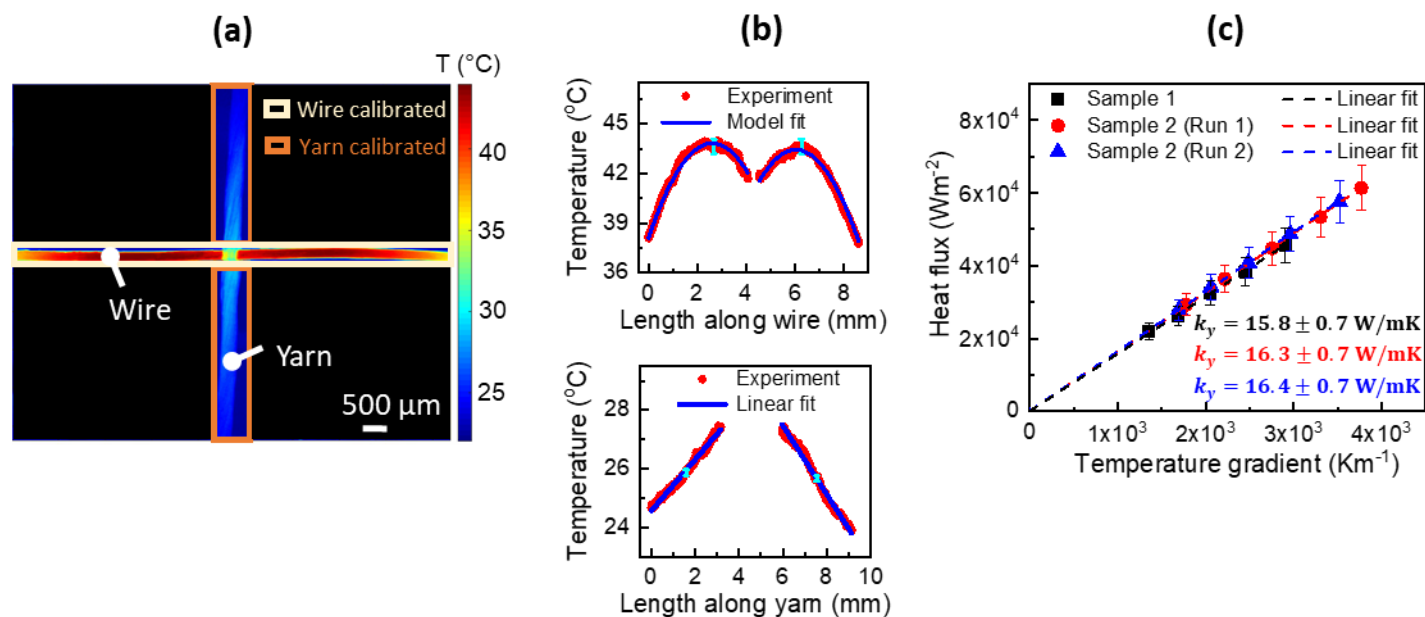 (a)
T (°C)
Wire calibrated
Yarn calibrated
Wire
Yarn
500 μm
40
35
30
25
(b)
Temperature (°C)
45
42
39
36
Experiment
Model fit
0 2 4 6 8
Length along wire (mm)
Temperature (°C)
28
26
24
Experiment
Linear fit
0 2 4 6 8 10
Length along yarn (mm)
(c)
Heat flux (Wm⁻²)
8x10⁴
6x10⁴
4x10⁴
2x10⁴
0
Sample 1 Linear fit
Sample 2 (Run 1) Linear fit
Sample 2 (Run 2) Linear fit
k_y = 15.8 ± 0.7 W/mK
k_y = 16.3 ± 0.7 W/mK
k_y = 16.4 ± 0.7 W/mK
0 1x10³ 2x10³ 3x10³ 4x10³
Temperature gradient (Km⁻¹)